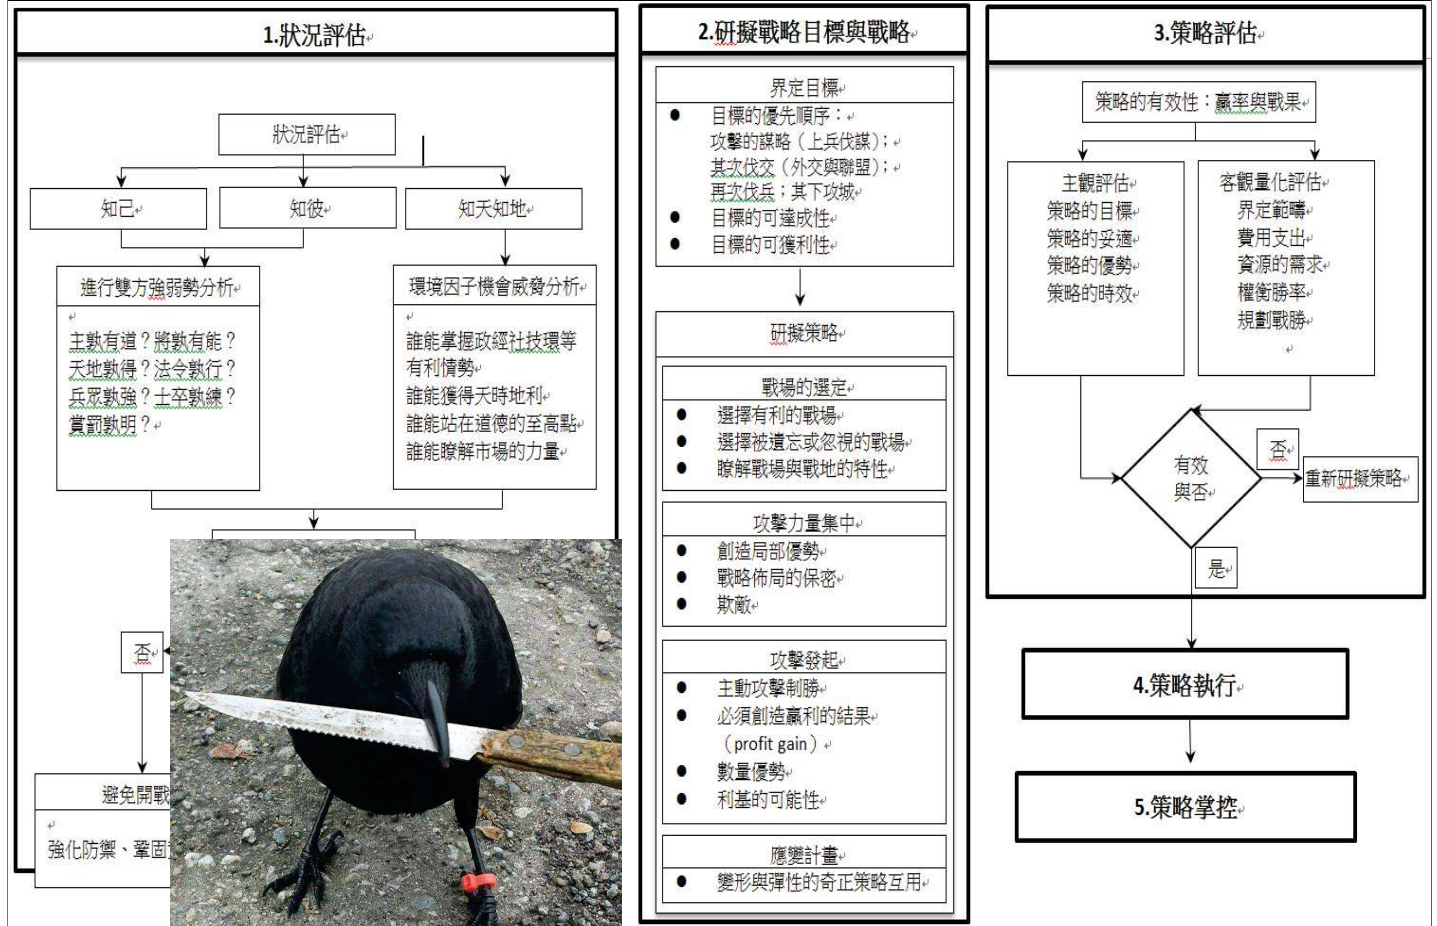 1.狀況評估
狀況評估
知己
知彼
知天知地
進行雙方強弱勢分析
主孰有道？將孰有能？
天地孰得？法令孰行？
兵眾孰強？士卒孰練？
賞罰孰明？
環境因子機會威脅分析
誰能掌握政經社技環等
有利情勢
誰能獲得天時地利
誰能站在道德的至高點
誰能瞭解市場的力量
否
避免開戰
強化防禦、鞏固
2.研擬戰略目標與戰略
界定目標
● 目標的優先順序：
攻擊的謀略（上兵伐謀）；
其次伐交（外交與聯盟）；
再次伐兵；其下攻城
● 目標的可達成性
● 目標的可獲利性
研擬策略
戰場的選定
● 選擇有利的戰場
● 選擇被遺忘或忽視的戰場
● 瞭解戰場與戰地的特性
攻擊力量集中
● 創造局部優勢
● 戰略佈局的保密
● 欺敵
攻擊發起
● 主動攻擊制勝
● 必須創造贏利的結果
（profit gain）
● 數量優勢
● 利基的可能性
應變計畫
● 變形與彈性的奇正策略互用
3.策略評估
策略的有效性：贏率與戰果
主觀評估
策略的目標
策略的妥適
策略的優勢
策略的時效
客觀量化評估
界定範疇
費用支出
資源的需求
權衡勝率
規劃戰勝
有效
與否
否
重新研擬策略
是
4.策略執行
5.策略掌控